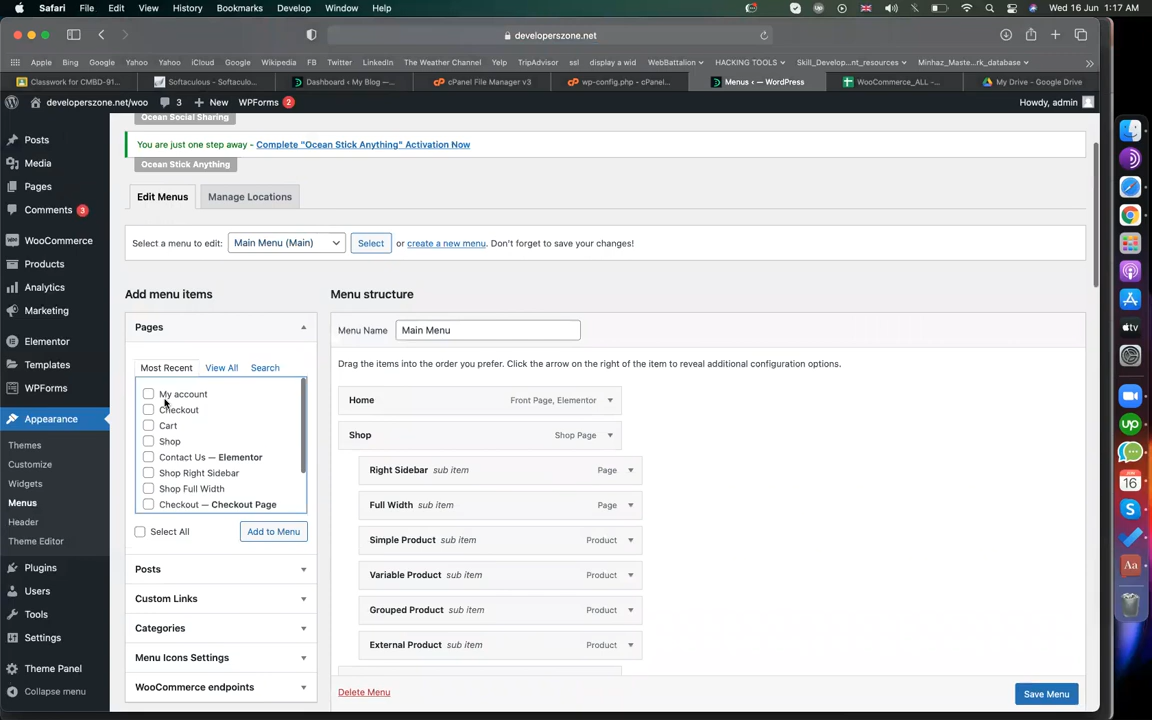 Safari File Edit View History Bookmarks Develop Window Help Wed 16 Jun 1:17 AM
developerszone.net
Apple Bing Google Yahoo Yahoo iCloud Google Wikipedia FB Twitter LinkedIn The Weather Channel Yelp TripAdvisor ssl display a wid WebBattalion HACKING TOOLS Skill_Develop...nt_resources Minhaz_Maste...rk_database
Classwork for CMBD-91... Softaculous - Softaculo... Dashboard ‹ My Blog —... cPanel File Manager v3 wp-config.php - cPanel... Menus ‹ — WordPress WooCommerce_ALL -... My Drive - Google Drive
developerszone.net/woo 3 + New WPForms 2 Howdy, admin
Ocean Social Sharing
You are just one step away - Complete "Ocean Stick Anything" Activation Now
Ocean Stick Anything
Edit Menus Manage Locations
Select a menu to edit: Main Menu (Main) Select or create a new menu. Don't forget to save your changes!
Posts
Media
Pages
Comments 3
WooCommerce
Products
Analytics
Marketing
Elementor
Templates
WPForms
Appearance
Themes
Customize
Widgets
Menus
Header
Theme Editor
Plugins
Users
Tools
Settings
Theme Panel
Collapse menu
Add menu items
Pages
Most Recent View All Search
My account
Checkout
Cart
Shop
Contact Us — Elementor
Shop Right Sidebar
Shop Full Width
Checkout — Checkout Page
Select All Add to Menu
Posts
Custom Links
Categories
Menu Icons Settings
WooCommerce endpoints
Menu structure
Menu Name Main Menu
Drag the items into the order you prefer. Click the arrow on the right of the item to reveal additional configuration options.
Home Front Page, Elementor
Shop Shop Page
Right Sidebar sub item Page
Full Width sub item Page
Simple Product sub item Product
Variable Product sub item Product
Grouped Product sub item Product
External Product sub item Product
Delete Menu Save Menu